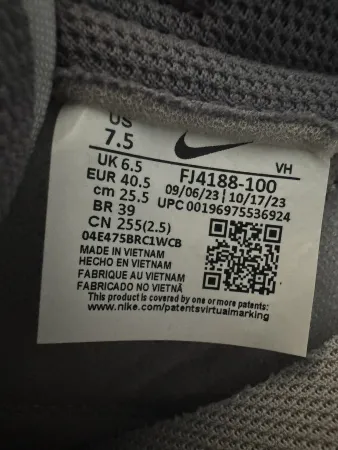 US
7.5
VH
UK 6.5
FJ4188-100
EUR 40.5
09/06/23 | 10/17/23
cm 25.5
UPC 00196975536924
BR 39
CN 255(2.5)
04E475BRC1WCB
MADE IN VIETNAM
HECHO EN VIETNAM
FABRIQUE AU VIETNAM
FABRICADO NO VIETNÃ
This product is covered by one or more patents:
www.nike.com/patentsvirtualmarking